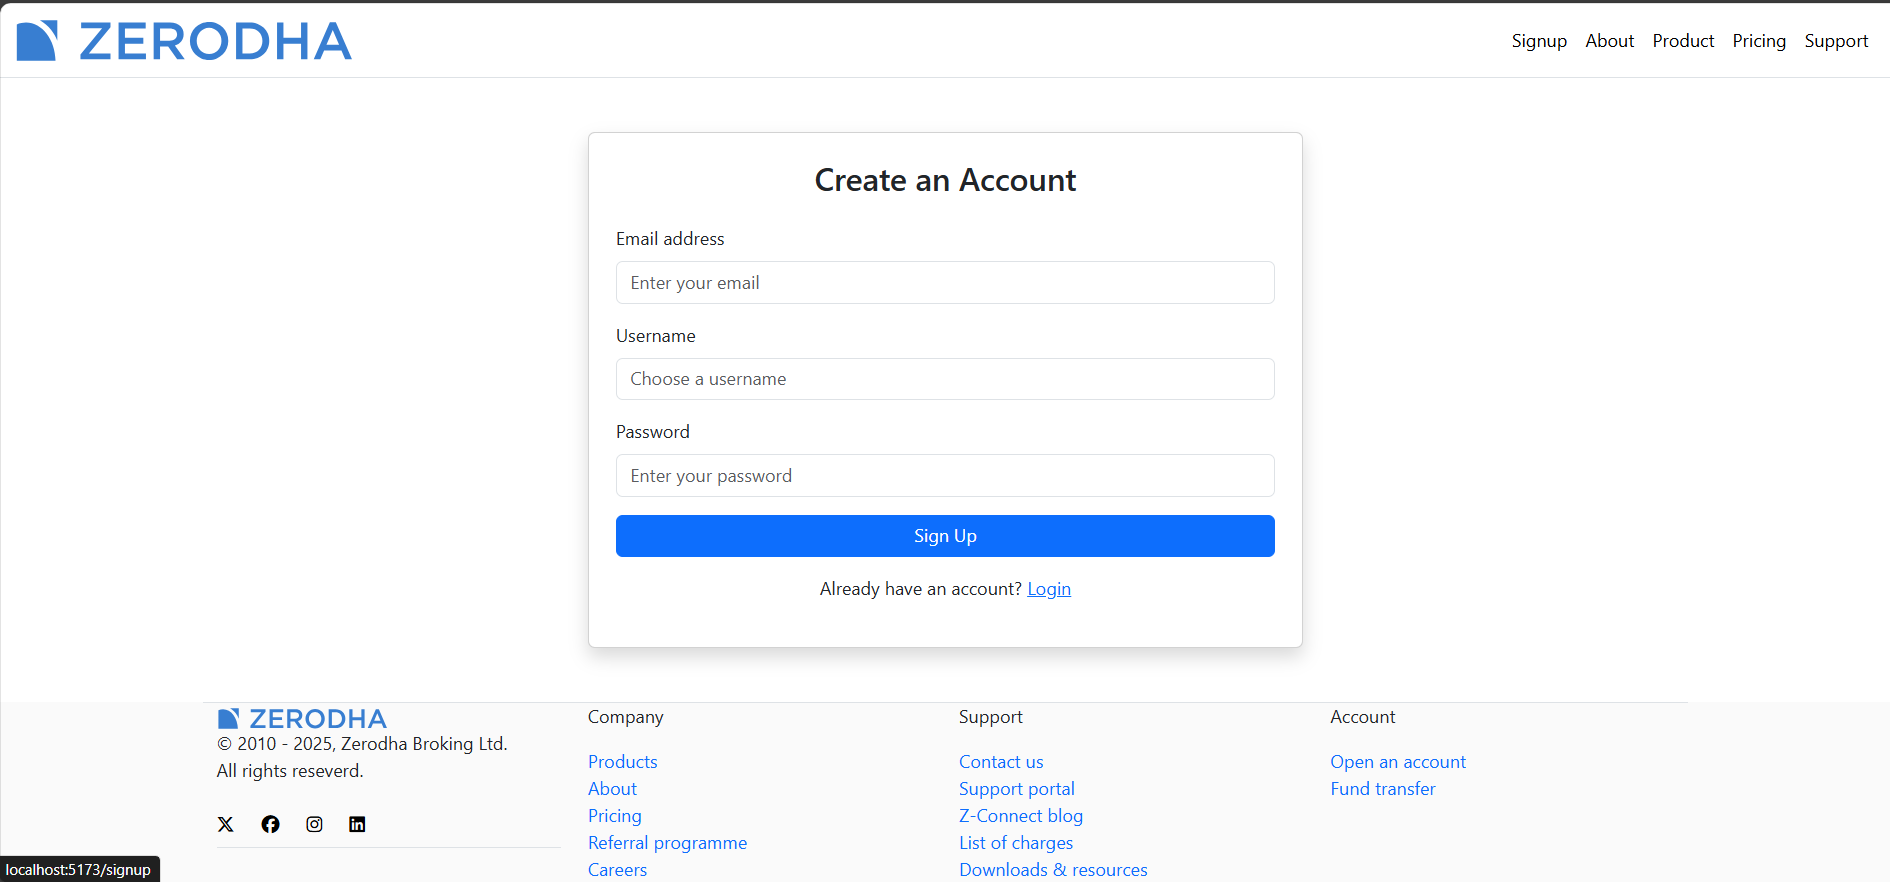 ZERODHA
Signup About Product Pricing Support
Create an Account
Email address
Enter your email
Username
Choose a username
Password
Enter your password
Sign Up
Already have an account? Login
ZERODHA
© 2010 - 2025, Zerodha Broking Ltd.
All rights reseverd.
Company
Products
About
Pricing
Referral programme
Careers
Support
Contact us
Support portal
Z-Connect blog
List of charges
Downloads & resources
Account
Open an account
Fund transfer
localhost:5173/signup